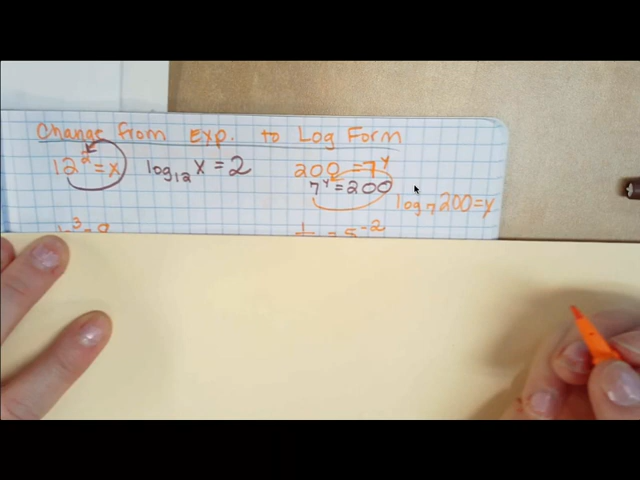 Change from Exp. to Log Form
12² = x log₁₂ x = 2
200 = 7ʸ
7ʸ = 200
log₇ 200 = y